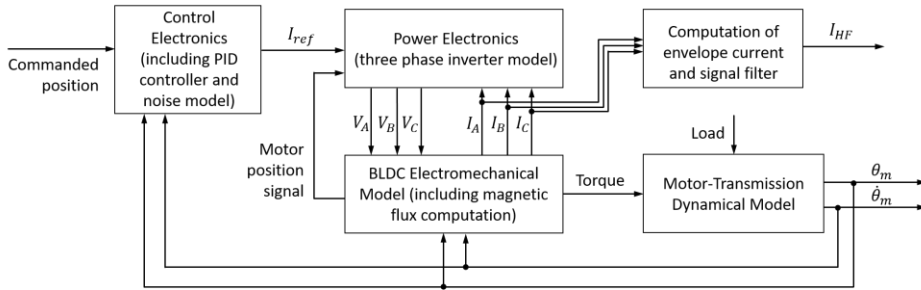 Control
Electronics
(including PID
controller and
noise model)
Commanded
position
I_ref
Power Electronics
(three phase inverter model)
Computation of
envelope current
and signal filter
I_HF
V_A V_B V_C I_A I_B I_C
Motor
position
signal
BLDC Electromechanical
Model (including magnetic
flux computation)
Torque
Load
Motor-Transmission
Dynamical Model
θ_m
θ̇_m